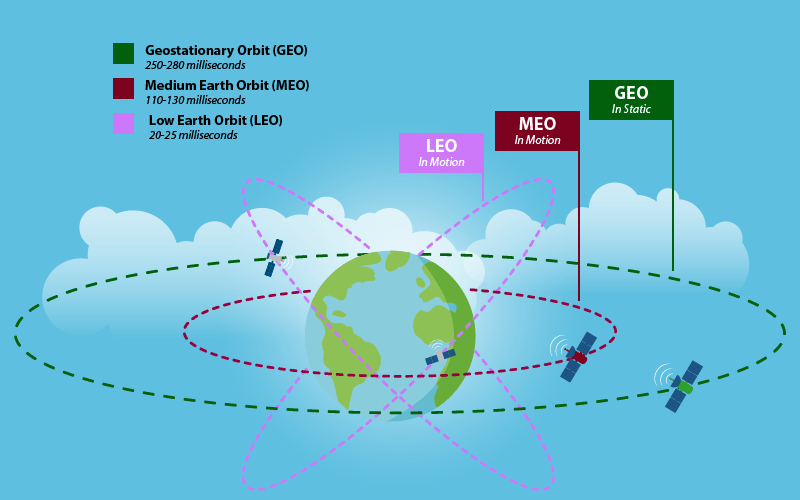 Geostationary Orbit (GEO)
250-280 milliseconds
Medium Earth Orbit (MEO)
110-130 milliseconds
Low Earth Orbit (LEO)
20-25 milliseconds
GEO
In Static
MEO
In Motion
LEO
In Motion